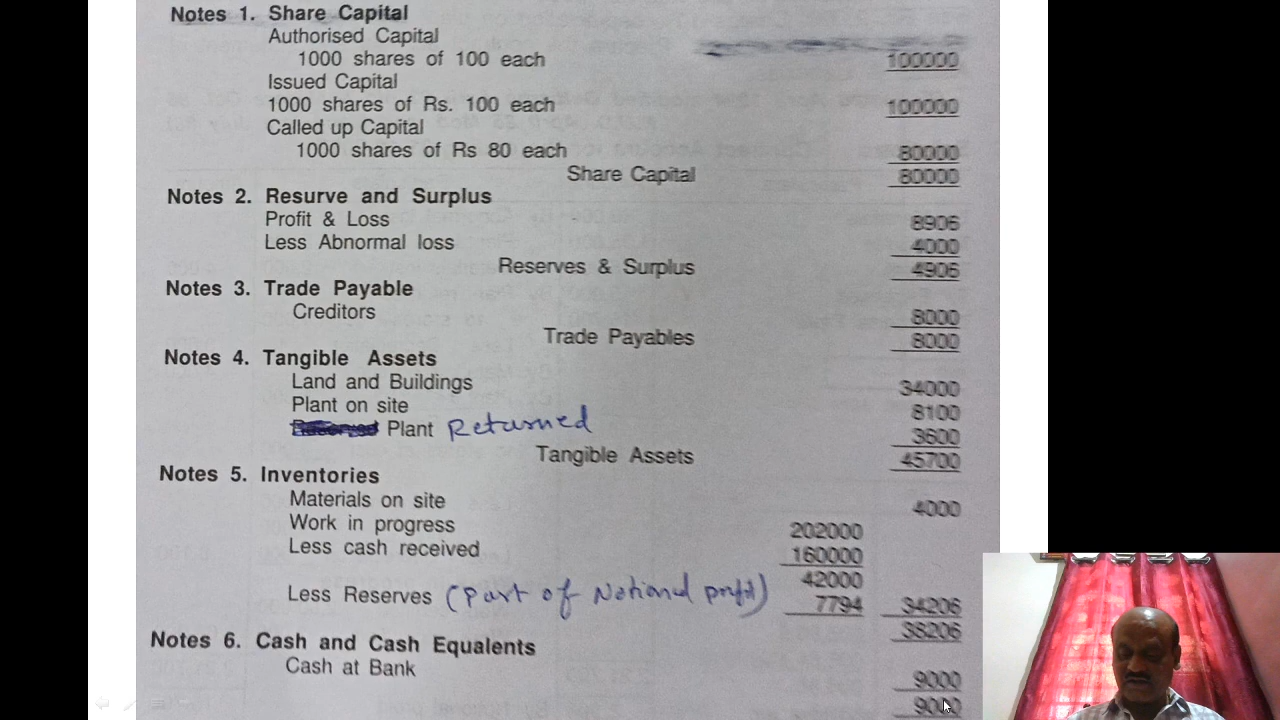 Notes 1. Share Capital
Authorised Capital
1000 shares of 100 each 100000
Issued Capital
1000 shares of Rs. 100 each 100000
Called up Capital
1000 shares of Rs 80 each 80000
Share Capital 80000
Notes 2. Resurve and Surplus
Profit & Loss 8906
Less Abnormal loss 4000
Reserves & Surplus 4906
Notes 3. Trade Payable
Creditors 8000
Trade Payables 8000
Notes 4. Tangible Assets
Land and Buildings 34000
Plant on site 8100
Plant Returned 3600
Tangible Assets 45700
Notes 5. Inventories
Materials on site 4000
Work in progress 202000
Less cash received 160000
42000
Less Reserves (Part of Notional profit) 7794 34206
38206
Notes 6. Cash and Cash Equalents
Cash at Bank 9000
9000